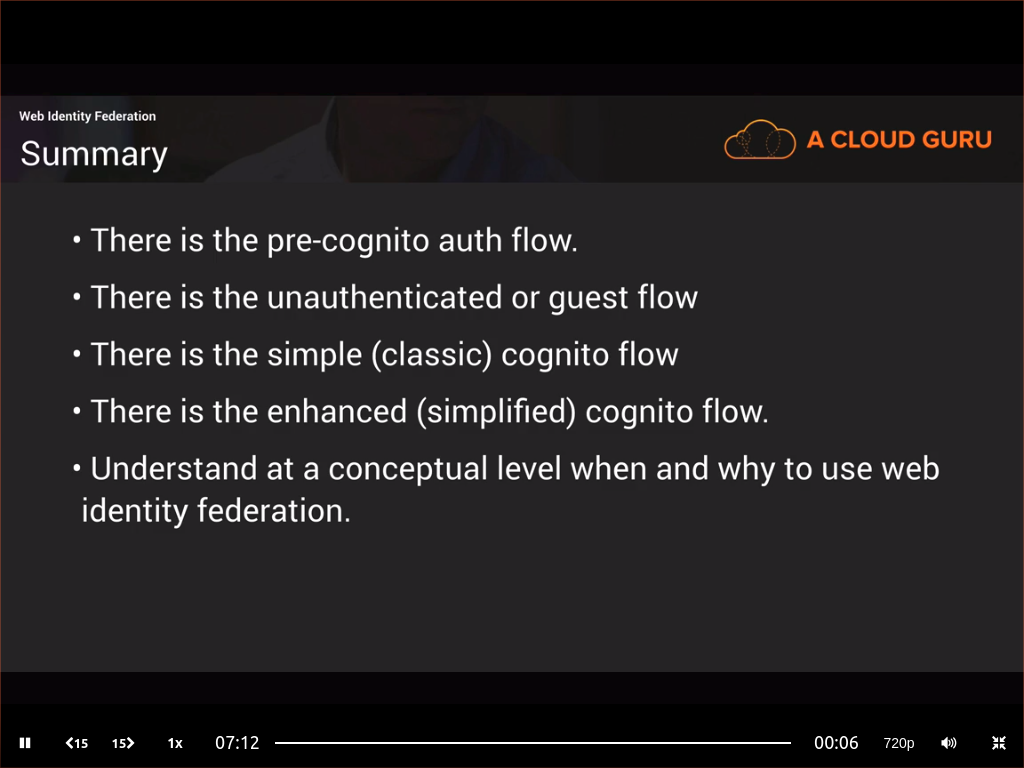 Web Identity Federation
Summary
A CLOUD GURU
• There is the pre-cognito auth flow.
• There is the unauthenticated or guest flow
• There is the simple (classic) cognito flow
• There is the enhanced (simplified) cognito flow.
• Understand at a conceptual level when and why to use web
identity federation.
15 15 1x 07:12 00:06 720p